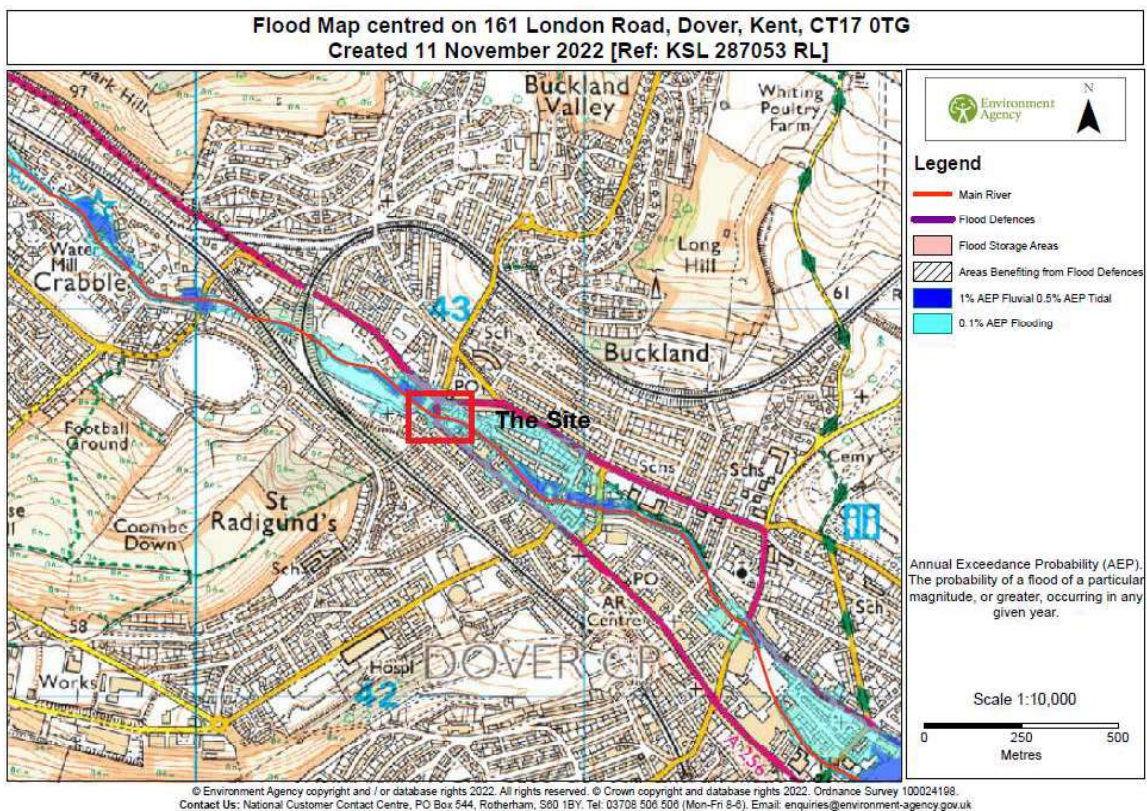 Flood Map centred on 161 London Road, Dover, Kent, CT17 0TG
Created 11 November 2022 [Ref: KSL 287053 RL]
Park Hill
97
Buckland
Valley
Whiting
Poultry
Farm
Water
Mill
Crabble
43
Long
Hill
61
Sch
Buckland
PO
The Site
Football
Ground
St
Radigund's
Coombe
Down
Sch
Schs
Schs
Cemy
58
PO
AR
Centre
Sch
Hospl
DOVER CP
Works
42
A 256
Environment
Agency
N
Legend
Main River
Flood Defences
Flood Storage Areas
Areas Benefiting from Flood Defences
1% AEP Fluvial 0.5% AEP Tidal
0.1% AEP Flooding
Annual Exceedance Probability (AEP).
The probability of a flood of a particular
magnitude, or greater, occurring in any
given year.
Scale 1:10,000
0 250 500
Metres
© Environment Agency copyright and / or database rights 2022. All rights reserved. © Crown copyright and database rights 2022. Ordnance Survey 100024198.
Contact Us: National Customer Contact Centre, PO Box 544, Rotherham, S60 1BY. Tel: 03708 506 506 (Mon-Fri 8-6). Email: enquiries@environment-agency.gov.uk